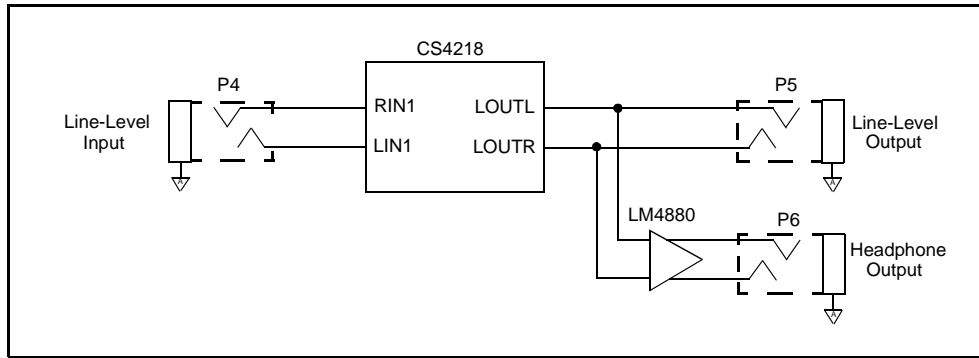 CS4218
P4
P5
RIN1
LOUTL
Line-Level
Input
Line-Level
Output
LIN1
LOUTR
A
A
LM4880
P6
Headphone
Output
A